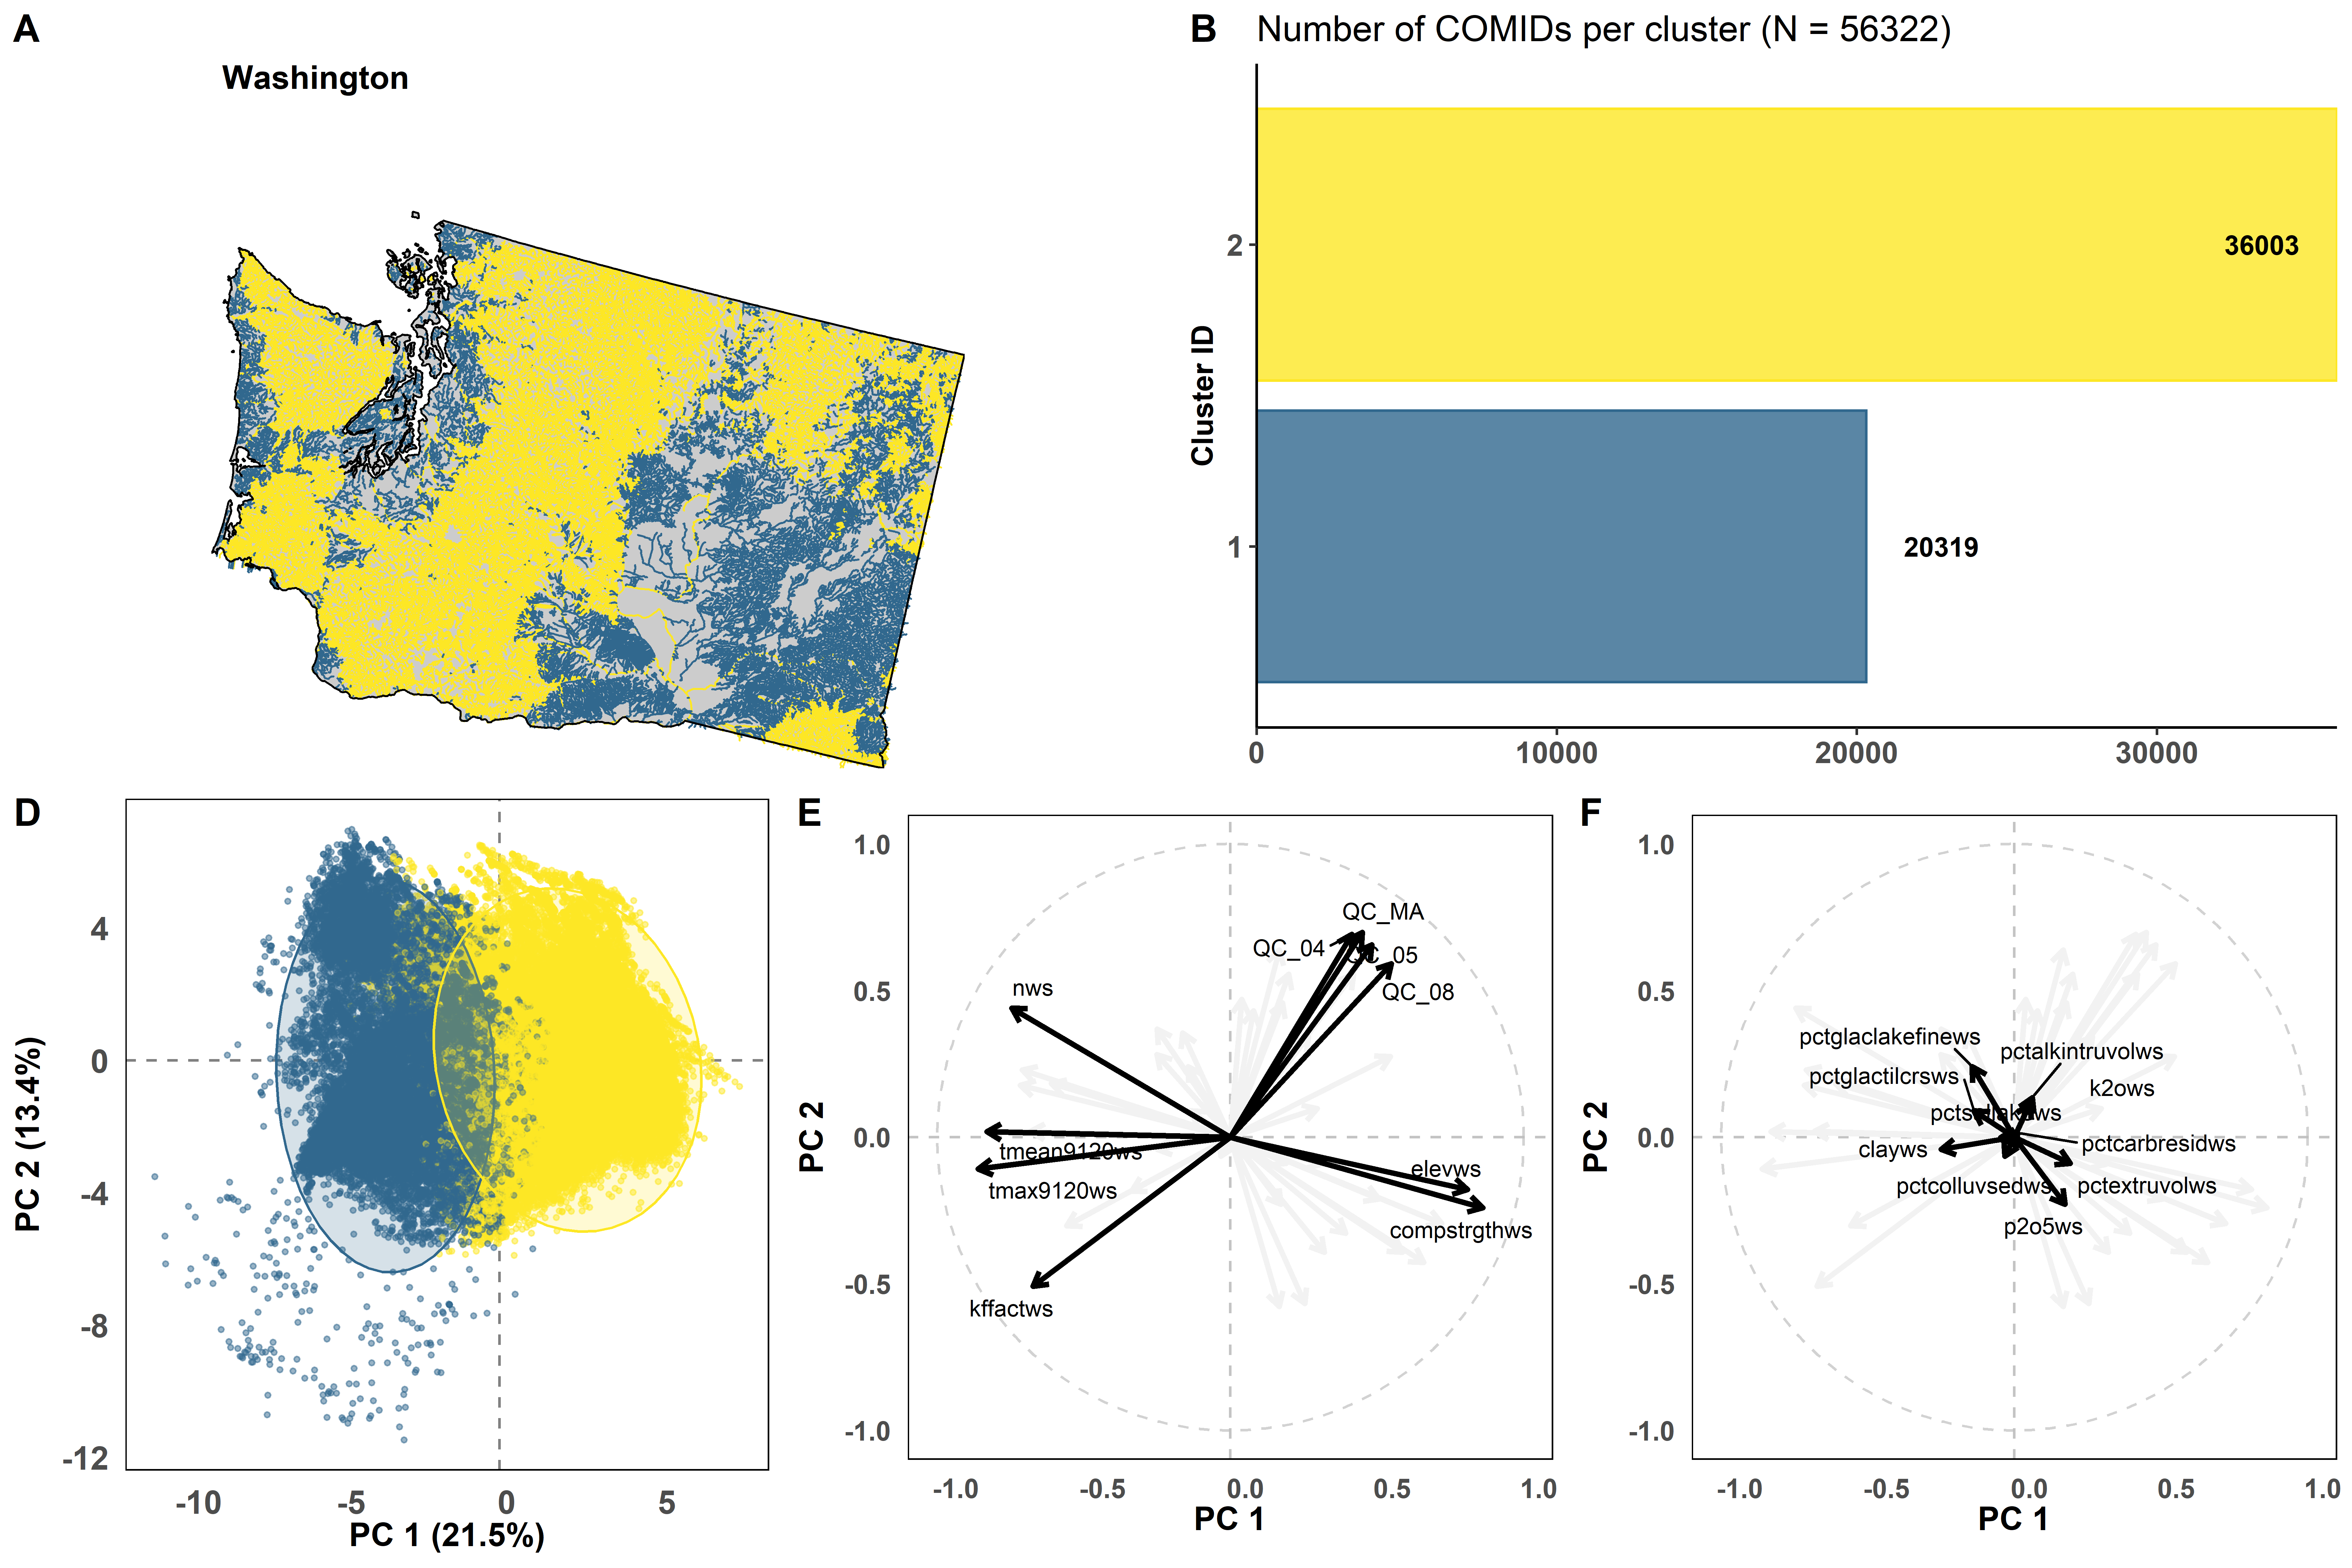 A
Washington
B
Number of COMIDs per cluster (N = 56322)
Cluster ID
2
36003
1
20319
0
10000
20000
30000
D
PC 2 (13.4%)
4
0
-4
-8
-12
-10
-5
0
5
PC 1 (21.5%)
E
PC 2
1.0
0.5
0.0
-0.5
-1.0
QC_MA
QC_04
QC_05
QC_08
nws
tmean9120ws
tmax9120ws
elevws
compstrgthws
kffactws
-1.0
-0.5
0.0
0.5
1.0
PC 1
F
PC 2
1.0
0.5
0.0
-0.5
-1.0
pctglaclakefinews
pctalkintruvolws
pctglactilcrsws
k2ows
clayws
pctcarbresidws
pctcolluvsedws
pctextruvolws
p2o5ws
-1.0
-0.5
0.0
0.5
1.0
PC 1